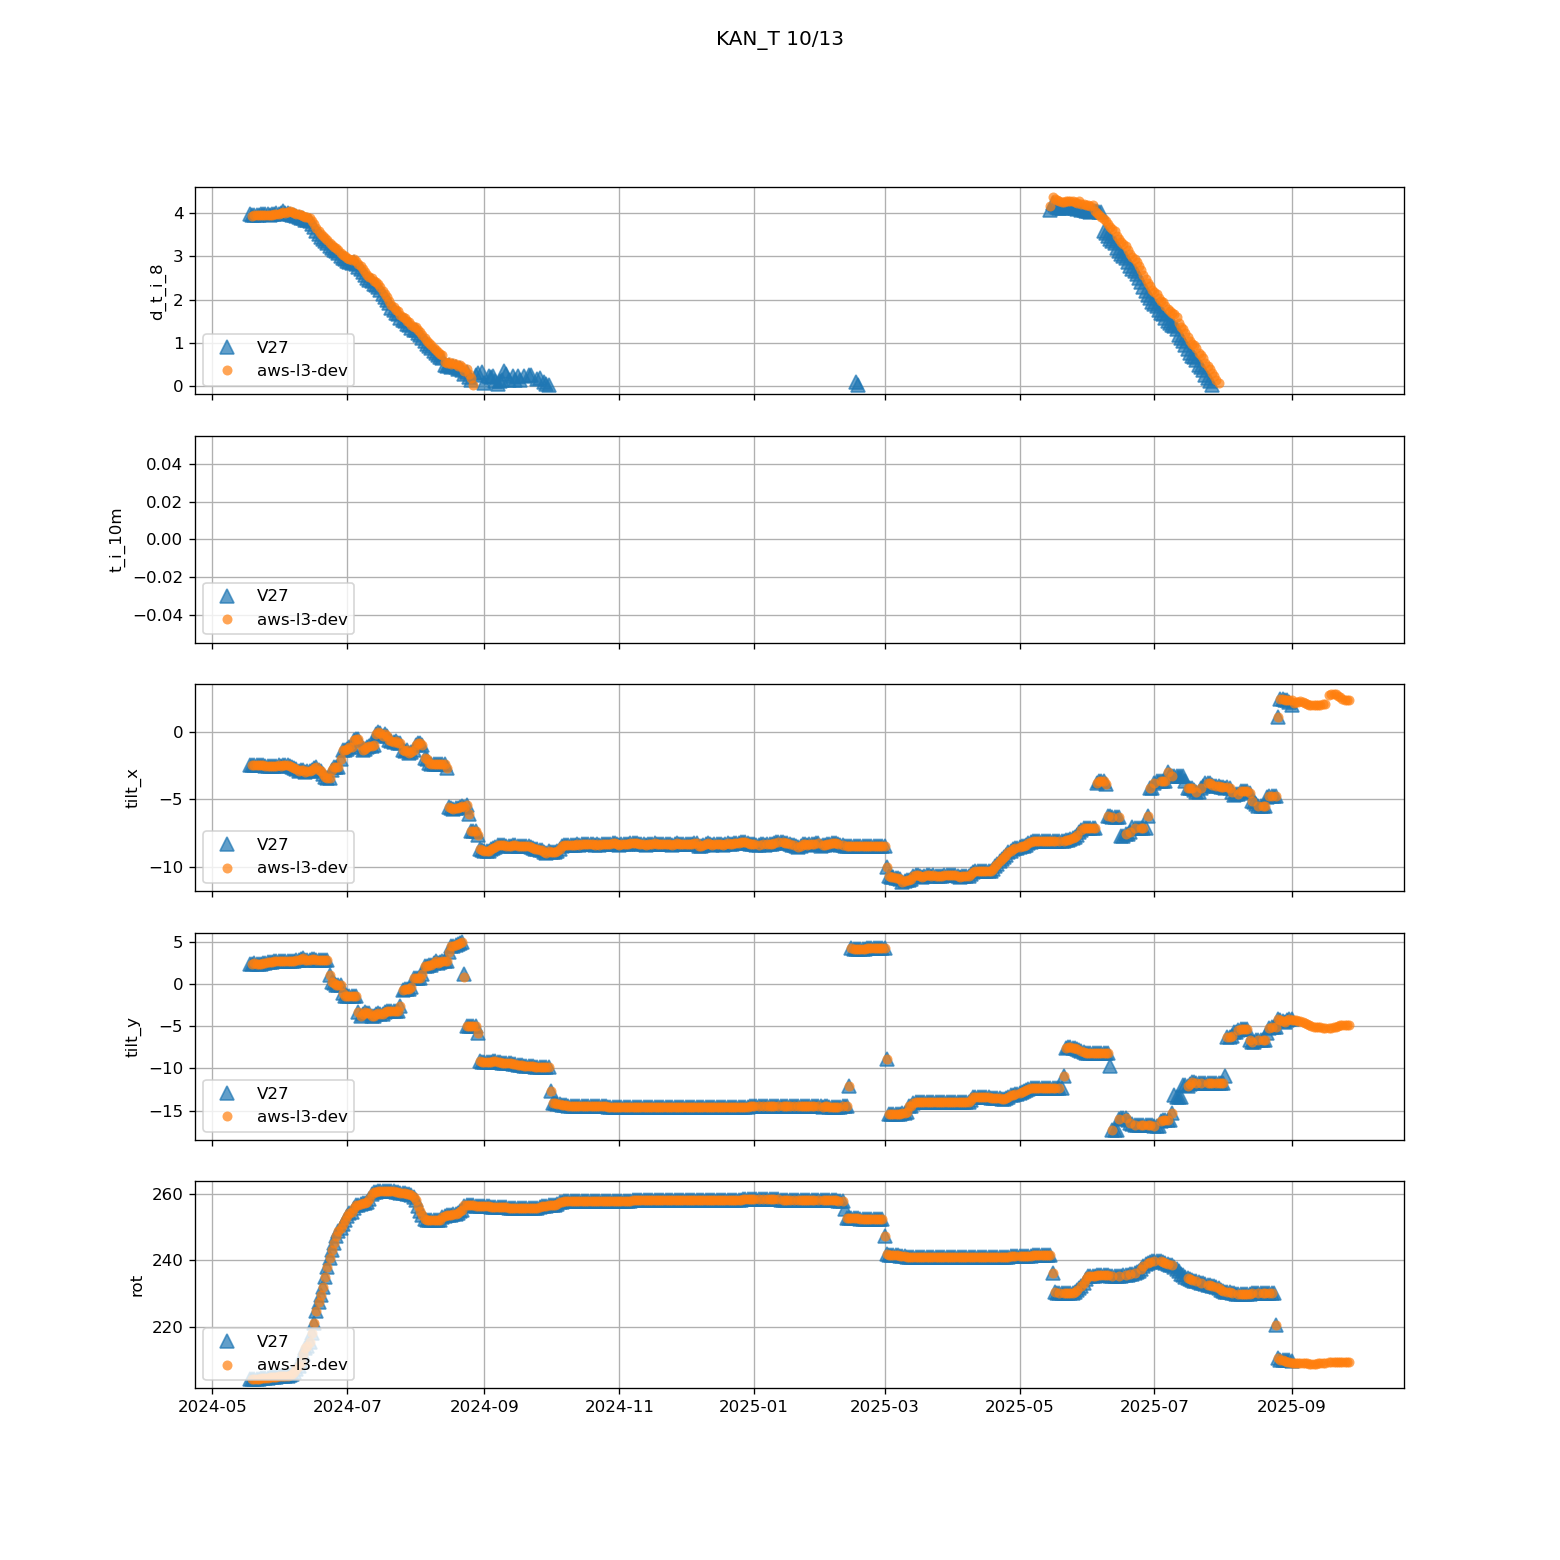 KAN_T 10/13
4
3
2
1
0
d_t_i_8
V27
aws-l3-dev
0.04
0.02
0.00
−0.02
−0.04
t_i_10m
V27
aws-l3-dev
0
−5
−10
tilt_x
V27
aws-l3-dev
5
0
−5
−10
−15
tilt_y
V27
aws-l3-dev
260
240
220
rot
V27
aws-l3-dev
2024-05 2024-07 2024-09 2024-11 2025-01 2025-03 2025-05 2025-07 2025-09